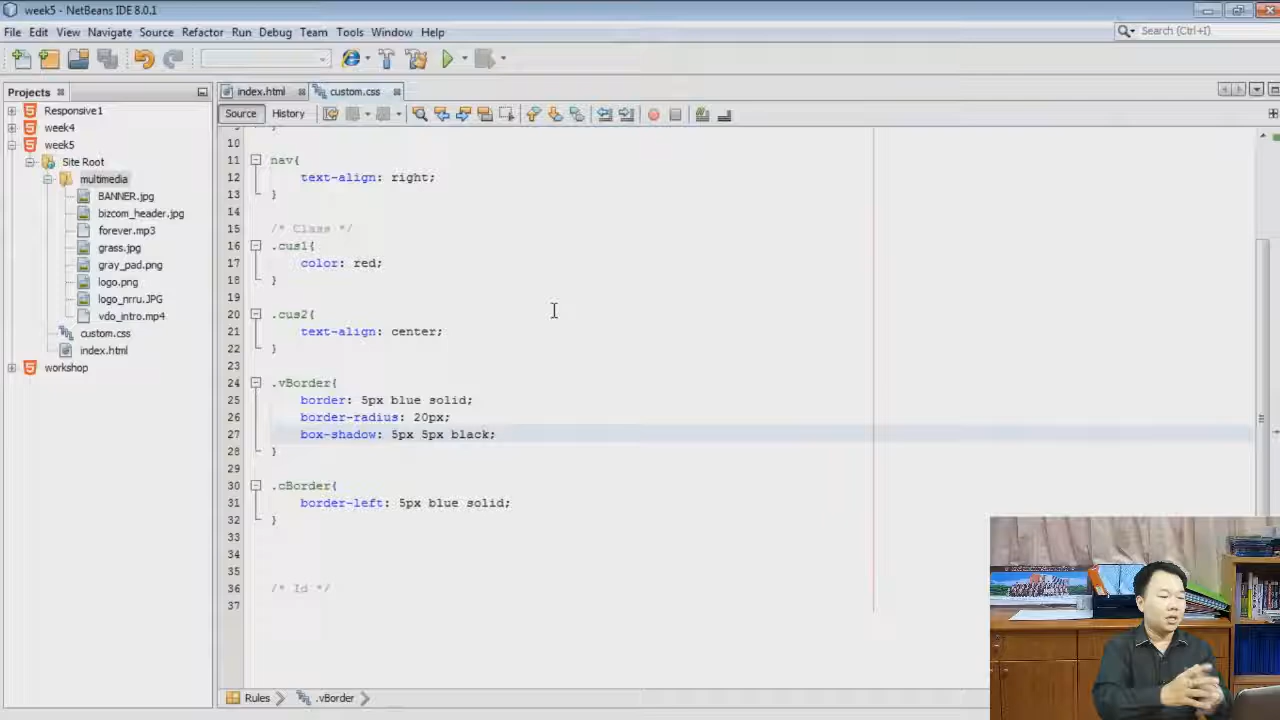 week5 - NetBeans IDE 8.0.1
File Edit View Navigate Source Refactor Run Debug Team Tools Window Help
Search (Ctrl+I)
Projects
index.html
custom.css
Source
History
Responsive1
week4
week5
Site Root
multimedia
BANNER.jpg
bizcom_header.jpg
forever.mp3
grass.jpg
gray_pad.png
logo.png
logo_nrru.JPG
vdo_intro.mp4
custom.css
index.html
workshop
10
11 nav{
12 text-align: right;
13 }
14
15 /* Class */
16 .cus1{
17 color: red;
18 }
19
20 .cus2{
21 text-align: center;
22 }
23
24 .vBorder{
25 border: 5px blue solid;
26 border-radius: 20px;
27 box-shadow: 5px 5px black;
28 }
29
30 .cBorder{
31 border-left: 5px blue solid;
32 }
33
34
35
36 /* Id */
37
Rules
.vBorder